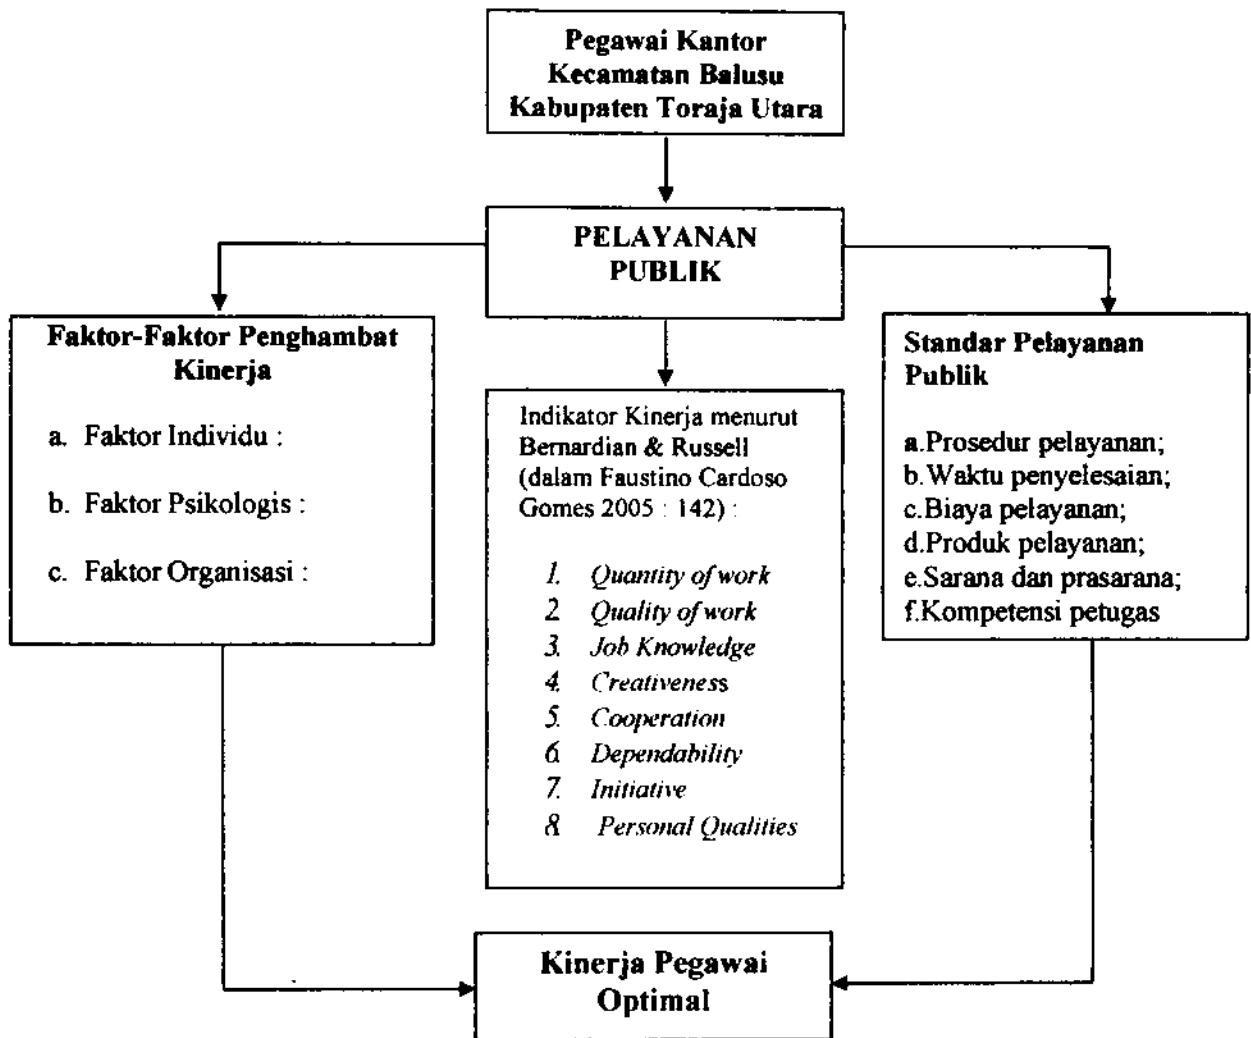 Pegawai Kantor
Kecamatan Balusu
Kabupaten Toraja Utara
PELAYANAN
PUBLIK
Faktor-Faktor Penghambat
Kinerja
a. Faktor Individu :
b. Faktor Psikologis :
c. Faktor Organisasi :
Indikator Kinerja menurut
Bernardian & Russell
(dalam Faustino Cardoso
Gomes 2005 : 142) :
1. Quantity of work
2 Quality of work
3. Job Knowledge
4. Creativeness
5. Cooperation
6. Dependability
7. Initiative
8. Personal Qualities
Standar Pelayanan
Publik
a.Prosedur pelayanan;
b.Waktu penyelesaian;
c.Biaya pelayanan;
d.Produk pelayanan;
e.Sarana dan prasarana;
f.Kompetensi petugas
Kinerja Pegawai
Optimal